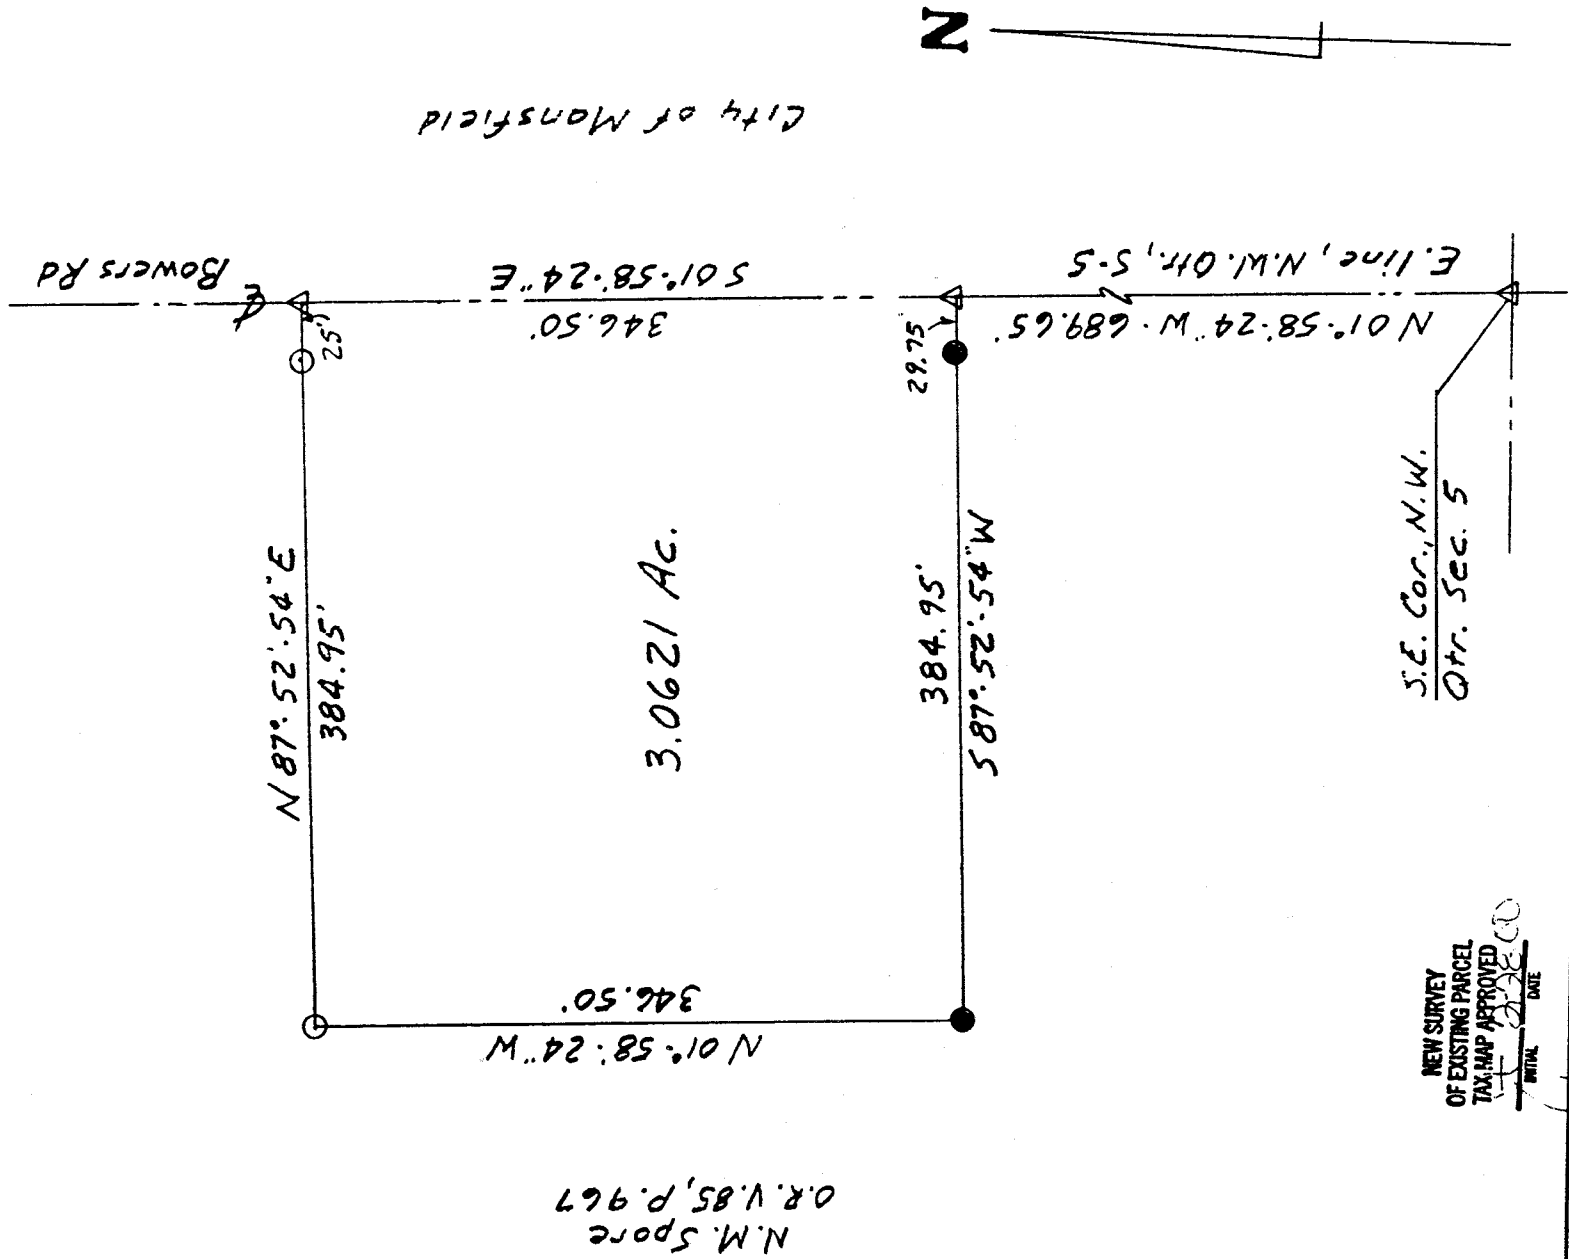 N
City of Mansfield
Bowers Rd
S 01°-58'-24" E
346.50'
E. line, N.W. Qtr., S-5
N 01°-58'-24" W - 689.65'
25'
29.75
N 87°-52'-54" E
384.95'
3.0621 Ac.
384.95'
S 87°-52'-54" W
S.E. Cor., N.W.
Qtr. Sec. 5
346.50'
N 01°-58'-24" W
N.M. Spore
O.R. V.85, P.967
NEW SURVEY
OF EXISTING PARCEL
TAX MAP APPROVED
INITIAL DATE